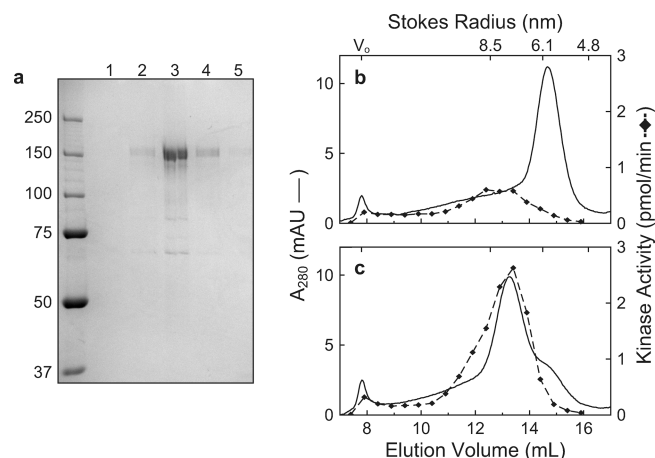 Stokes Radius (nm)
Vo 8.5 6.1 4.8
a
1 2 3 4 5
250
150
100
75
50
37
b
10
5
0
3
2
1
0
c
10
5
0
3
2
1
0
A280 (mAU — )
Kinase Activity (pmol/min -◆-)
8 10 12 14 16
Elution Volume (mL)